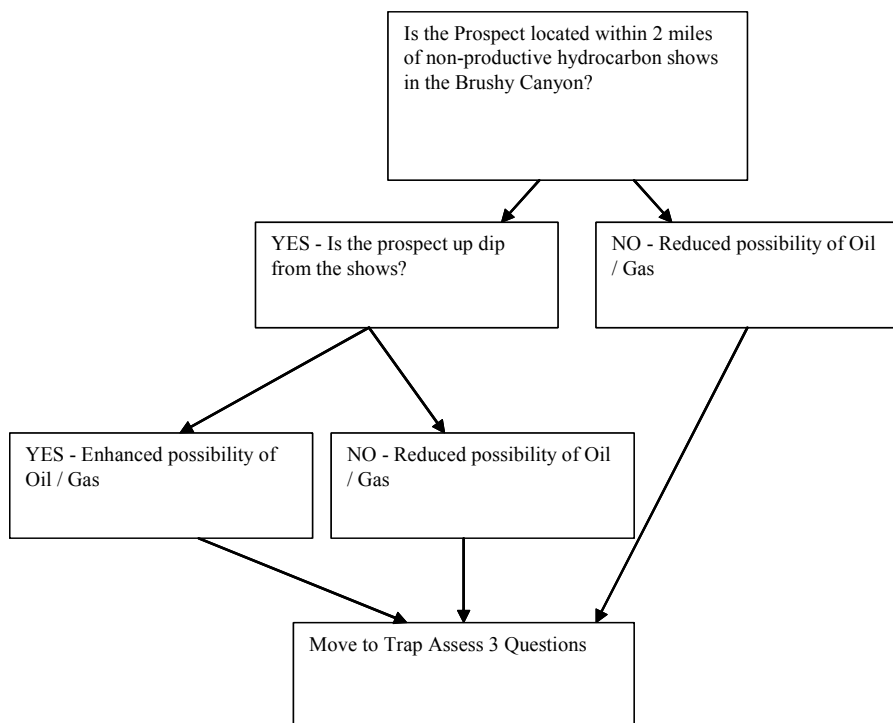 Is the Prospect located within 2 miles
of non-productive hydrocarbon shows
in the Brushy Canyon?
YES - Is the prospect up dip
from the shows?
NO - Reduced possibility of Oil
/ Gas
YES - Enhanced possibility of
Oil / Gas
NO - Reduced possibility of Oil
/ Gas
Move to Trap Assess 3 Questions